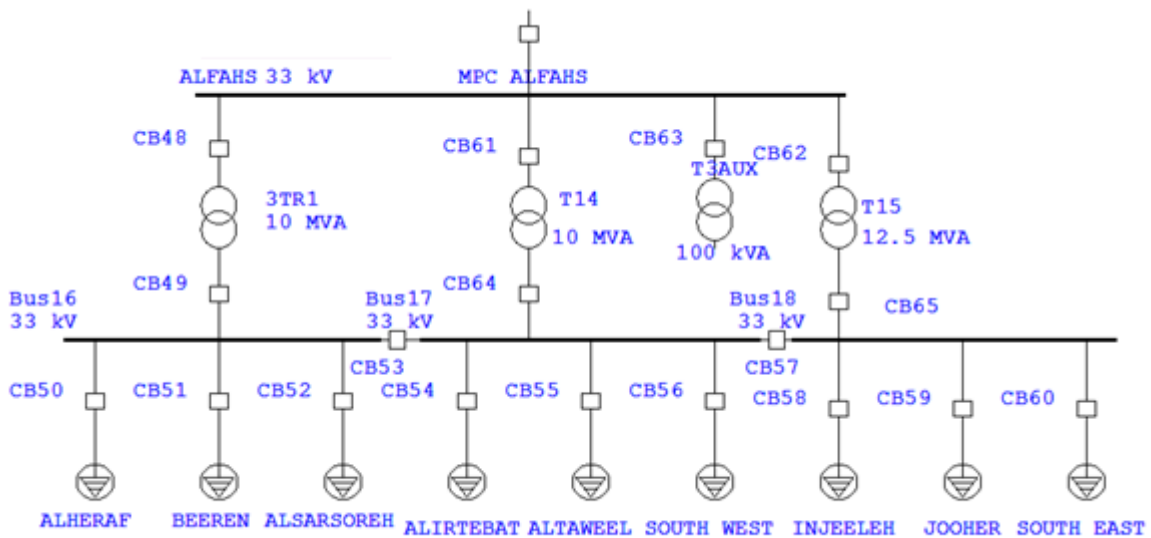 ALFAHS 33 kV
MPC ALFAHS
CB48
CB61
CB63
CB62
T3AUX
3TR1
10 MVA
T14
10 MVA
100 kVA
T15
12.5 MVA
CB49
CB64
CB65
Bus16
33 kV
Bus17
33 kV
Bus18
33 kV
CB53
CB57
CB50
CB51
CB52
CB54
CB55
CB56
CB58
CB59
CB60
ALHERAF
BEEREN
ALSARSOREH
ALIRTEBAT
ALTAWEEL
SOUTH WEST
INJEELEH
JOOHER
SOUTH EAST